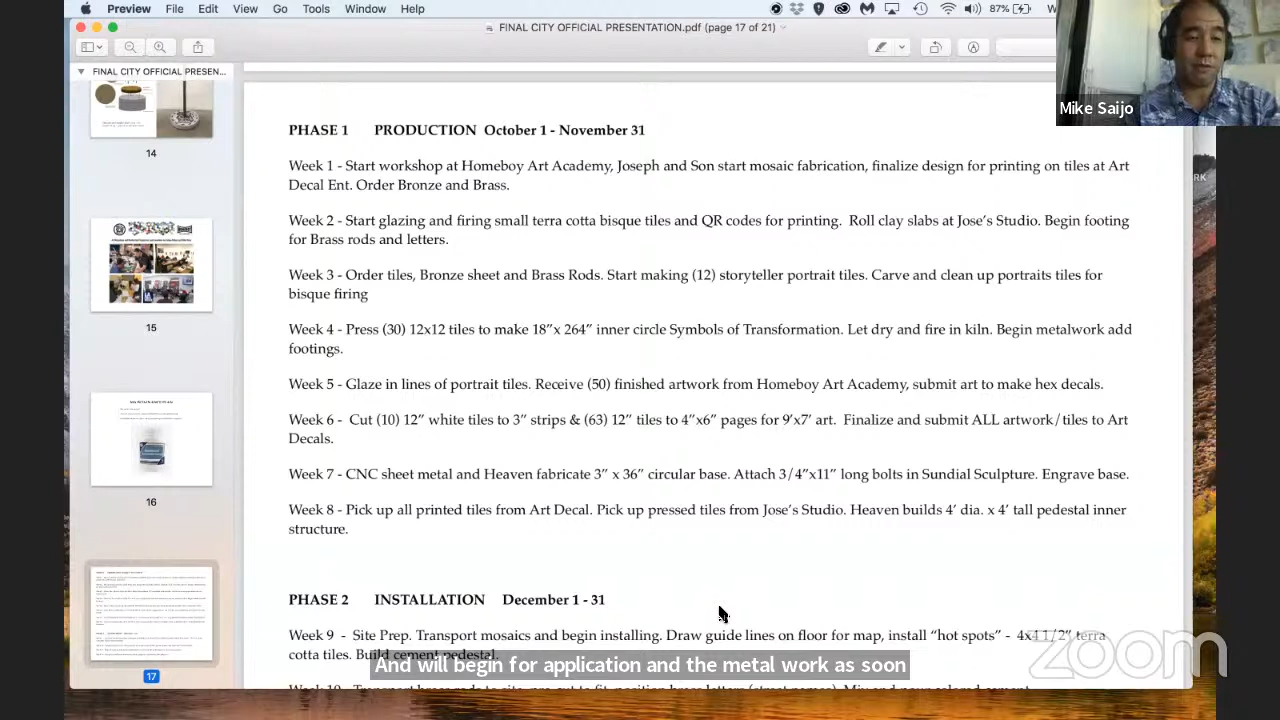 Preview File Edit View Go Tools Window Help 87%
FINAL CITY OFFICIAL PRESENTATION.pdf (page 17 of 21)
FINAL CITY OFFICIAL PRESEN...
Mike Saijo
RK
14
15
16
17
PHASE 1 PRODUCTION October 1 - November 31
Week 1 - Start workshop at Homeboy Art Academy, Joseph and Son start mosaic fabrication, finalize design for printing on tiles at Art
Decal Ent. Order Bronze and Brass.
Week 2 - Start glazing and firing small terra cotta bisque tiles and QR codes for printing. Roll clay slabs at Jose's Studio. Begin footing
for Brass rods and letters.
Week 3 - Order tiles, Bronze sheet and Brass Rods. Start making (12) storyteller portrait tiles. Carve and clean up portraits tiles for
bisque firing
Week 4 - Press (30) 12x12 tiles to make 18"x 264" inner circle Symbols of Transformation. Let dry and fire in kiln. Begin metalwork add
footings.
Week 5 - Glaze in lines of portrait tiles. Receive (50) finished artwork from Homeboy Art Academy, submit art to make hex decals.
Week 6 - Cut (10) 12" white tiles to 3" strips & (63) 12" tiles to 4"x6" pages for 9'x7' art. Finalize and submit ALL artwork/tiles to Art
Decals.
Week 7 - CNC sheet metal and Heaven fabricate 3" x 36" circular base. Attach 3/4"x11" long bolts in Sundial Sculpture. Engrave base.
Week 8 - Pick up all printed tiles from Art Decal. Pick up pressed tiles from Jose's Studio. Heaven builds 4' dia. x 4' tall pedestal inner
structure.
PHASE 2 INSTALLATION December 1 - 31
Week 9 - Site prep, Transport mosaic and begin
Draw guide lines on site map, install
terra
tiles.
And will begin for application and the metal work as soon
zoom